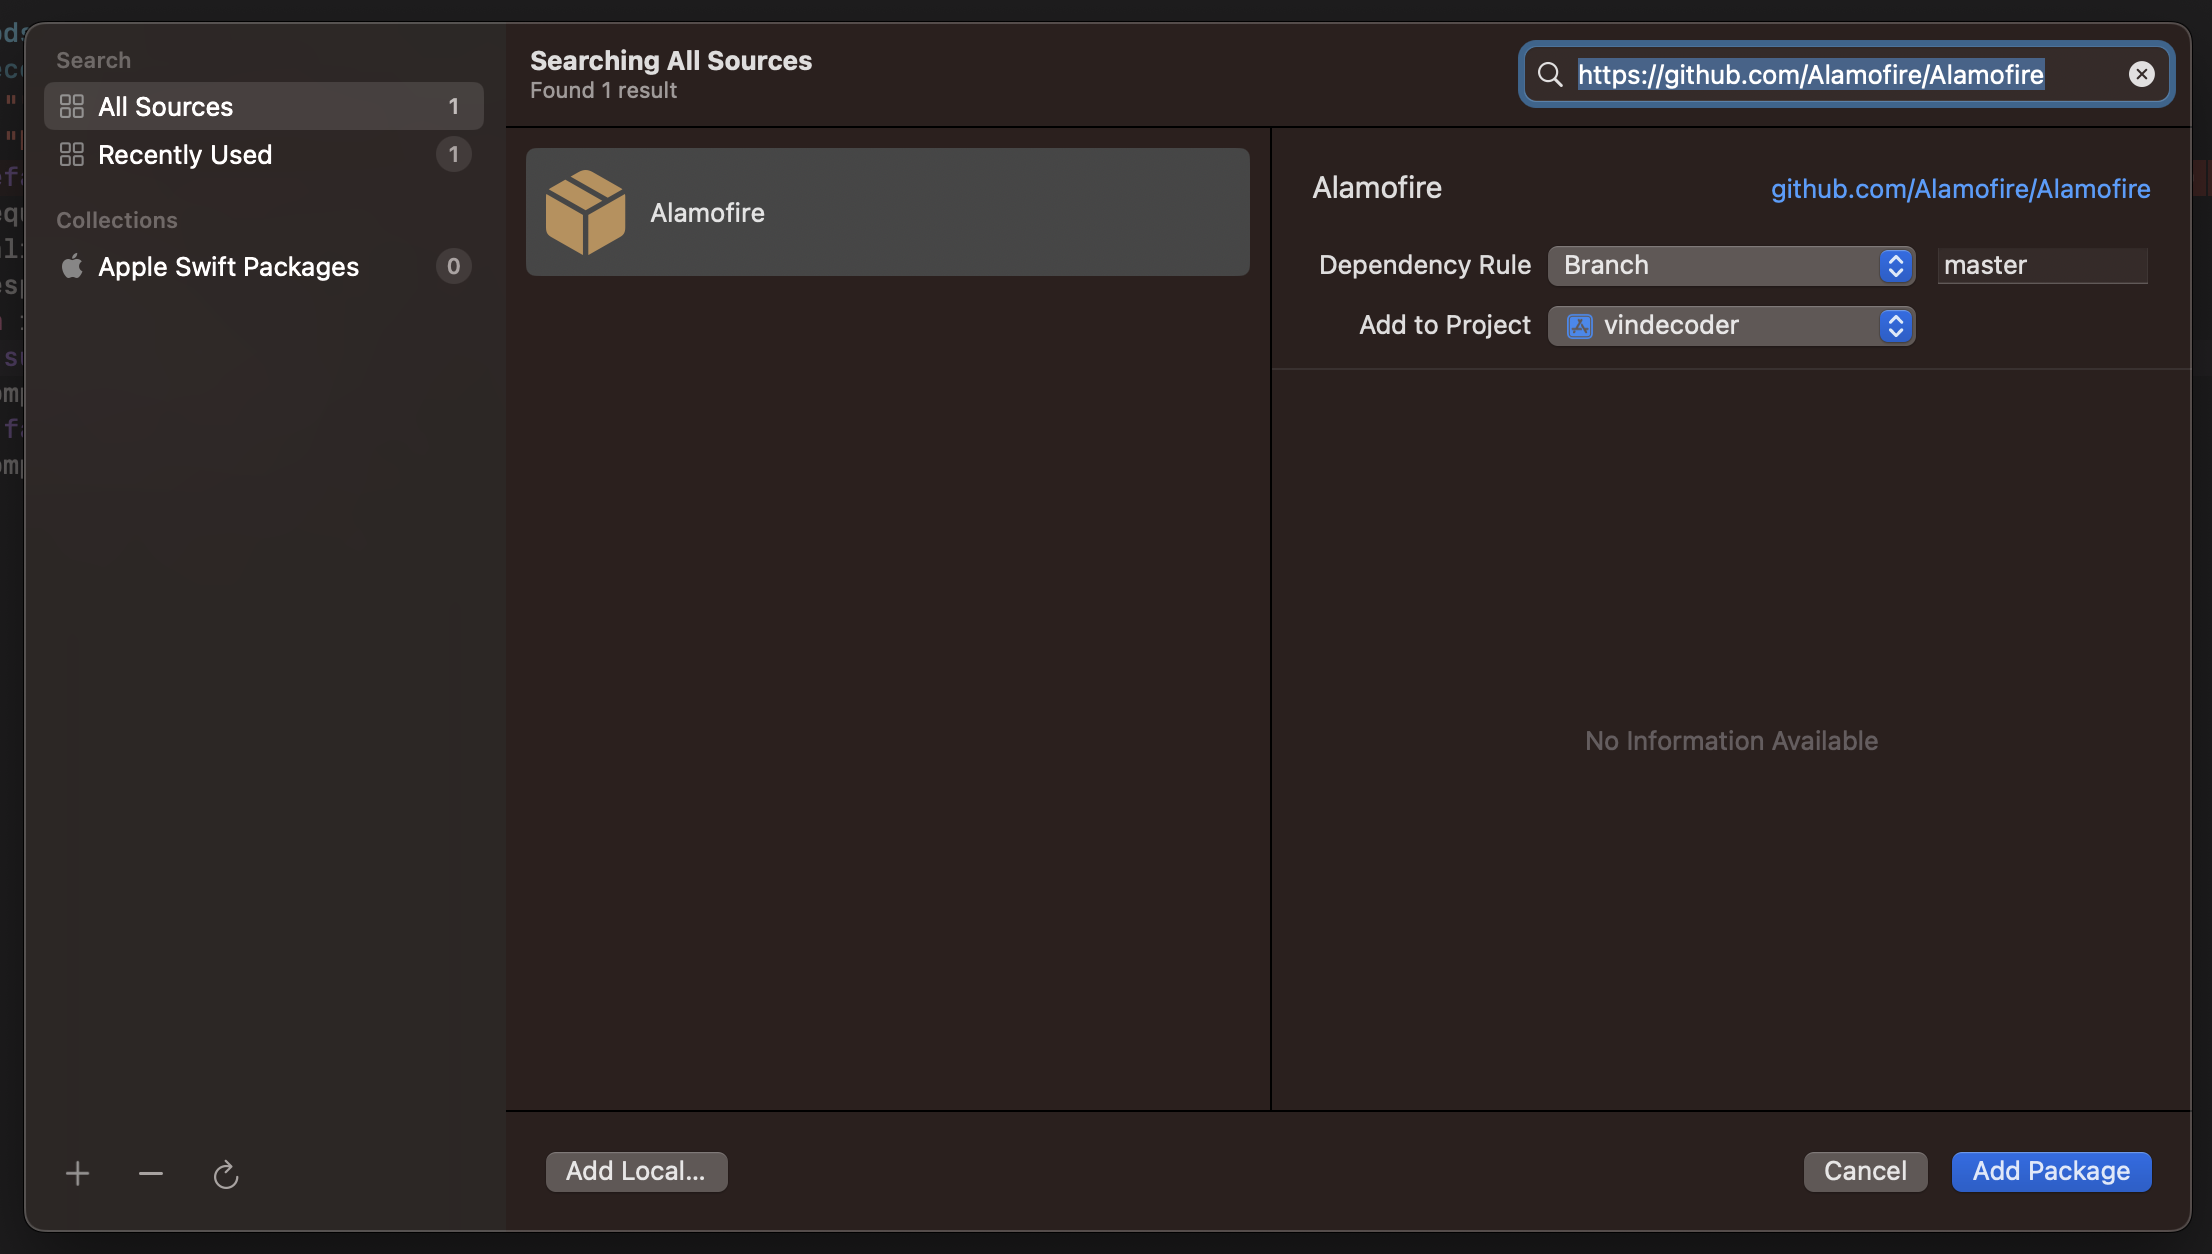 Search
All Sources 1
Recently Used 1
Collections
Apple Swift Packages 0
Searching All Sources
Found 1 result
https://github.com/Alamofire/Alamofire
Alamofire
Alamofire github.com/Alamofire/Alamofire
Dependency Rule Branch master
Add to Project vindecoder
No Information Available
Add Local...
Cancel
Add Package